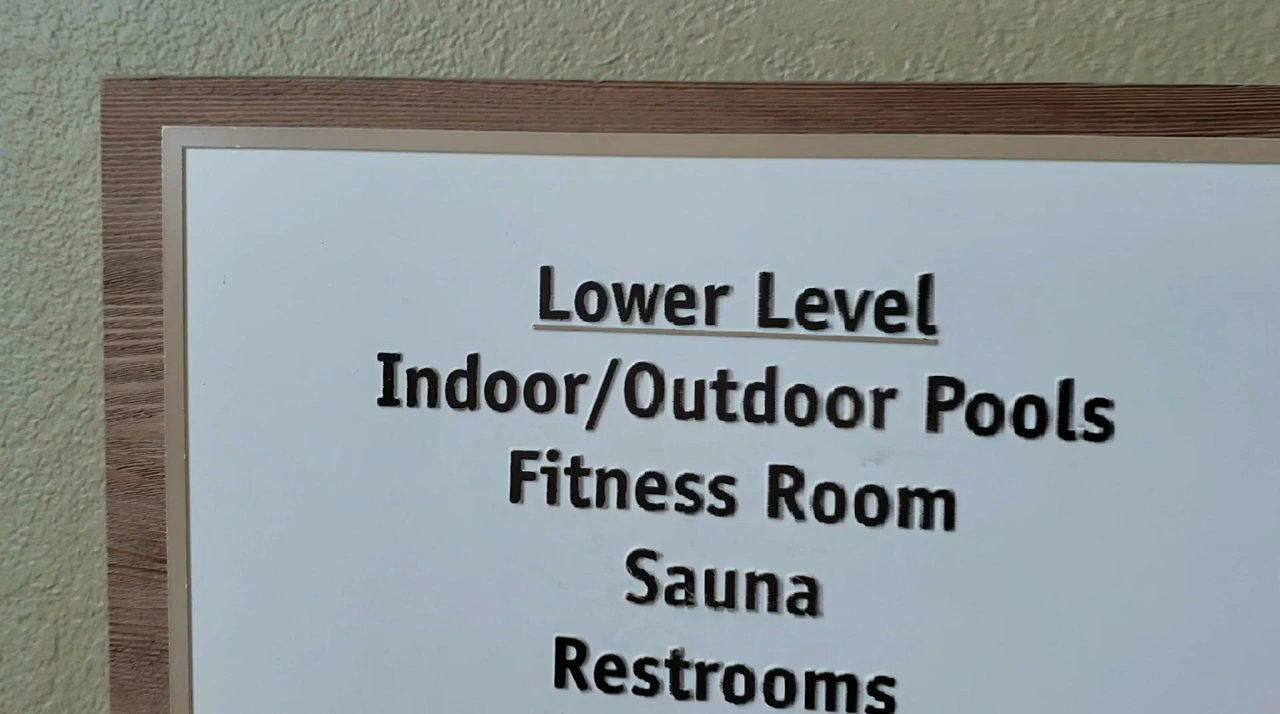 Lower Level
Indoor/Outdoor Pools
Fitness Room
Sauna
Restrooms